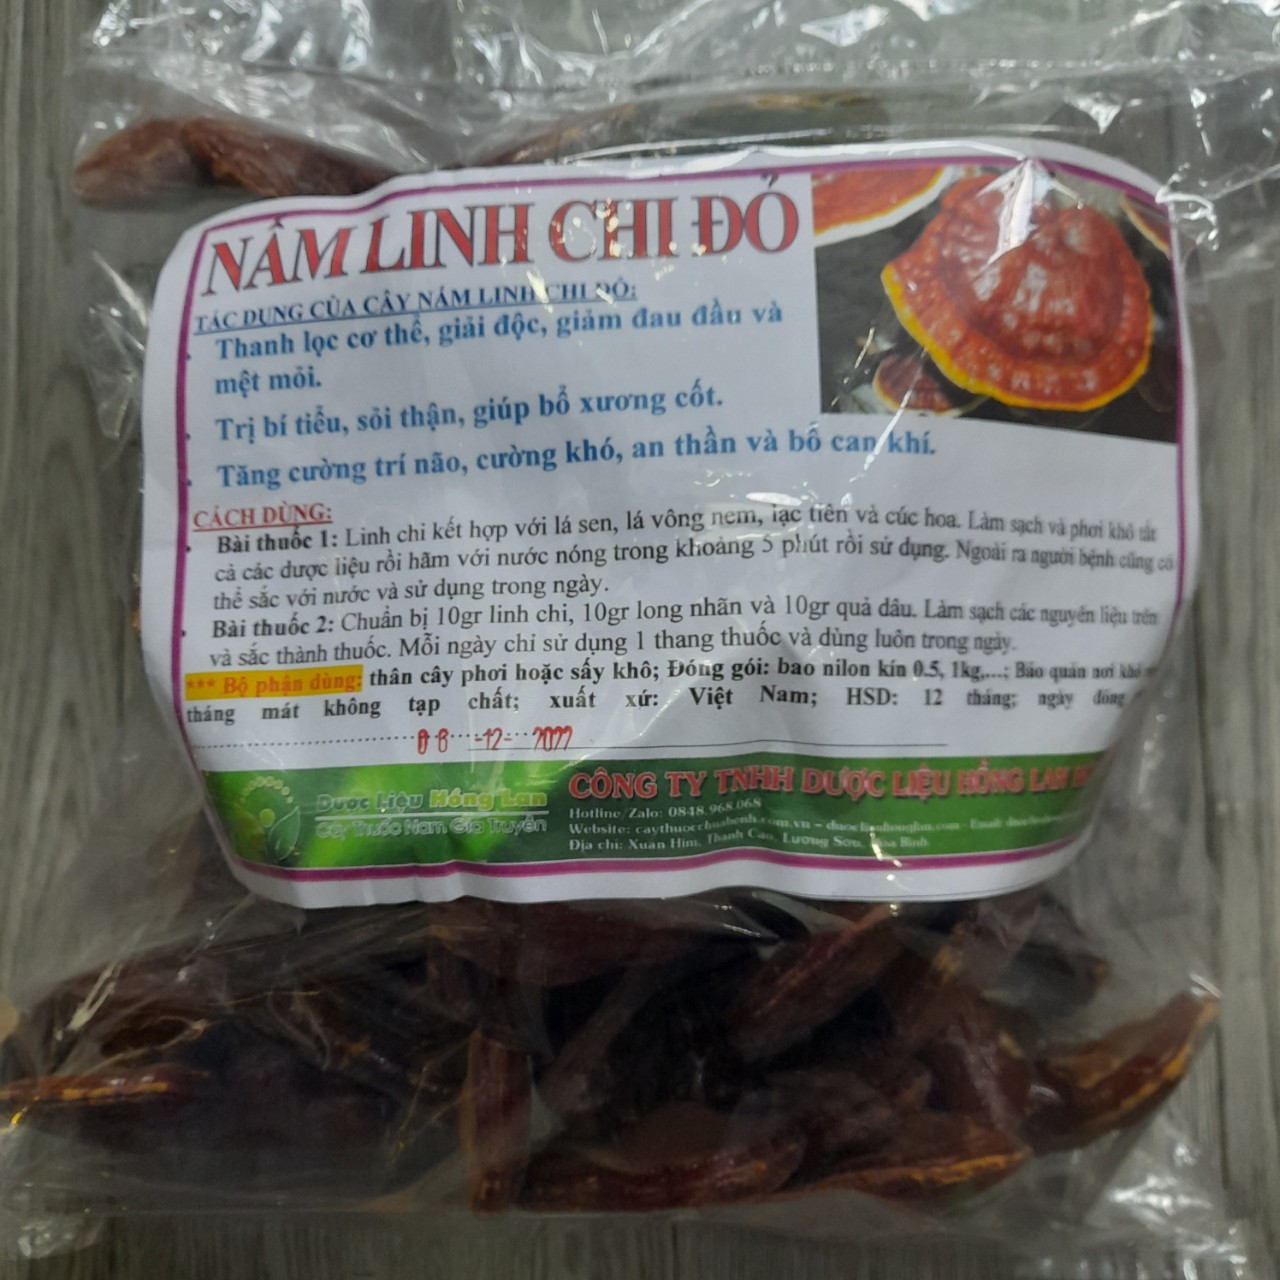 NẤM LINH CHI ĐỎ
TÁC DỤNG CỦA CÂY NẤM LINH CHI ĐỎ:
Thanh lọc cơ thể, giải độc, giảm đau đầu và
mệt mỏi.
Trị bí tiểu, sỏi thận, giúp bổ xương cốt.
Tăng cường trí não, cường khó, an thần và bổ can khí.
CÁCH DÙNG:
Bài thuốc 1: Linh chi kết hợp với lá sen, lá vông nem, lạc tiên và cúc hoa. Làm sạch và phơi khô tất
cả các dược liệu rồi hãm với nước nóng trong khoảng 5 phút rồi sử dụng. Ngoài ra người bệnh cũng có
thể sắc với nước và sử dụng trong ngày.
Bài thuốc 2: Chuẩn bị 10gr linh chi, 10gr long nhãn và 10gr quả dâu. Làm sạch các nguyên liệu trên
và sắc thành thuốc. Mỗi ngày chỉ sử dụng 1 thang thuốc và dùng luôn trong ngày.
*** Bộ phận dùng: thân cây phơi hoặc sấy khô; Đóng gói: bao nilon kín 0.5, 1kg,...; Bảo quản nơi khô
tháng mát không tạp chất; xuất xứ: Việt Nam; HSD: 12 tháng; ngày đóng
08-12-2022
Dược Liệu Hồng Lan
Cây Thuốc Nam Gia Truyền
CÔNG TY TNHH DƯỢC LIỆU HỒNG LAN
Hotline/Zalo: 0848.968.068
Website: caythuocchuabenh.com.vn – duoclieuhonglan.com - Email:
Địa chỉ: Xuân Him, Thanh Cao, Lương Sơn, Hòa Bình